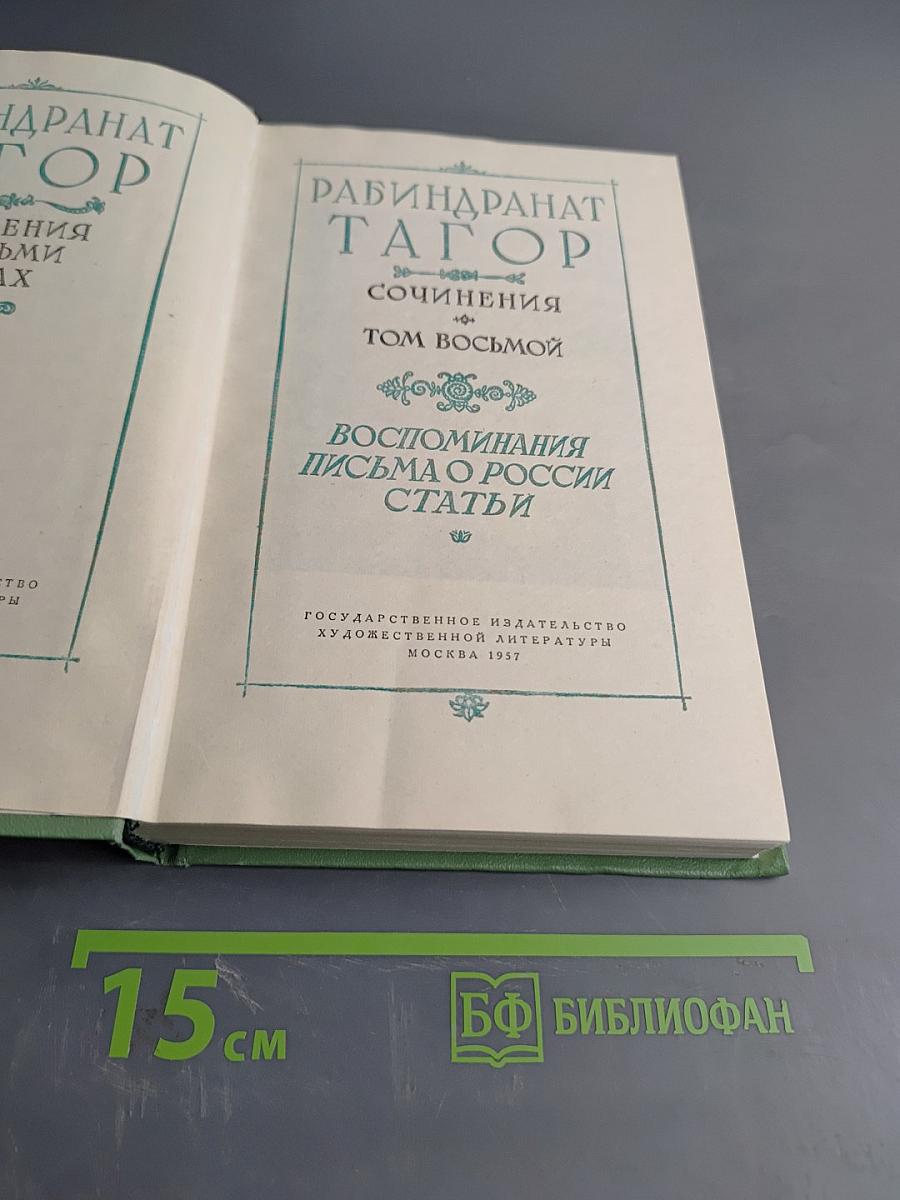 НДРАНАТ
ГОР
ЕНИЯ
ЬМИ
АХ
СТВО
РЫ
РАБИНДРАНАТ
ТАГОР
СОЧИНЕНИЯ
ТОМ ВОСЬМОЙ
ВОСПОМИНАНИЯ
ПИСЬМА О РОССИИ
СТАТЬИ
ГОСУДАРСТВЕННОЕ ИЗДАТЕЛЬСТВО
ХУДОЖЕСТВЕННОЙ ЛИТЕРАТУРЫ
МОСКВА 1957
15 см
БФ БИБЛИОФАН